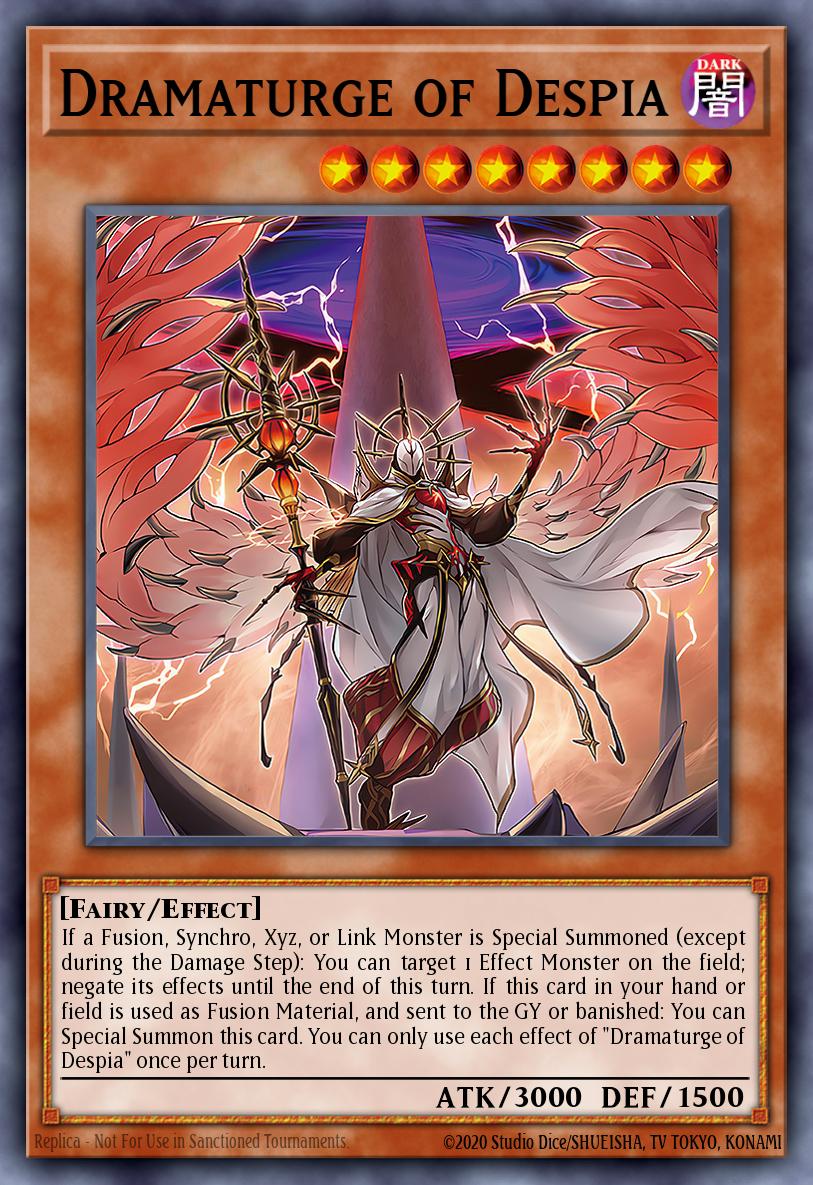 Dramaturge of Despia
DARK
闇
[Fairy/Effect]
If a Fusion, Synchro, Xyz, or Link Monster is Special Summoned (except
during the Damage Step): You can target 1 Effect Monster on the field;
negate its effects until the end of this turn. If this card in your hand or
field is used as Fusion Material, and sent to the GY or banished: You can
Special Summon this card. You can only use each effect of "Dramaturge of
Despia" once per turn.
ATK/3000 DEF/1500
Replica - Not For Use in Sanctioned Tournaments.
©2020 Studio Dice/SHUEISHA, TV TOKYO, KONAMI